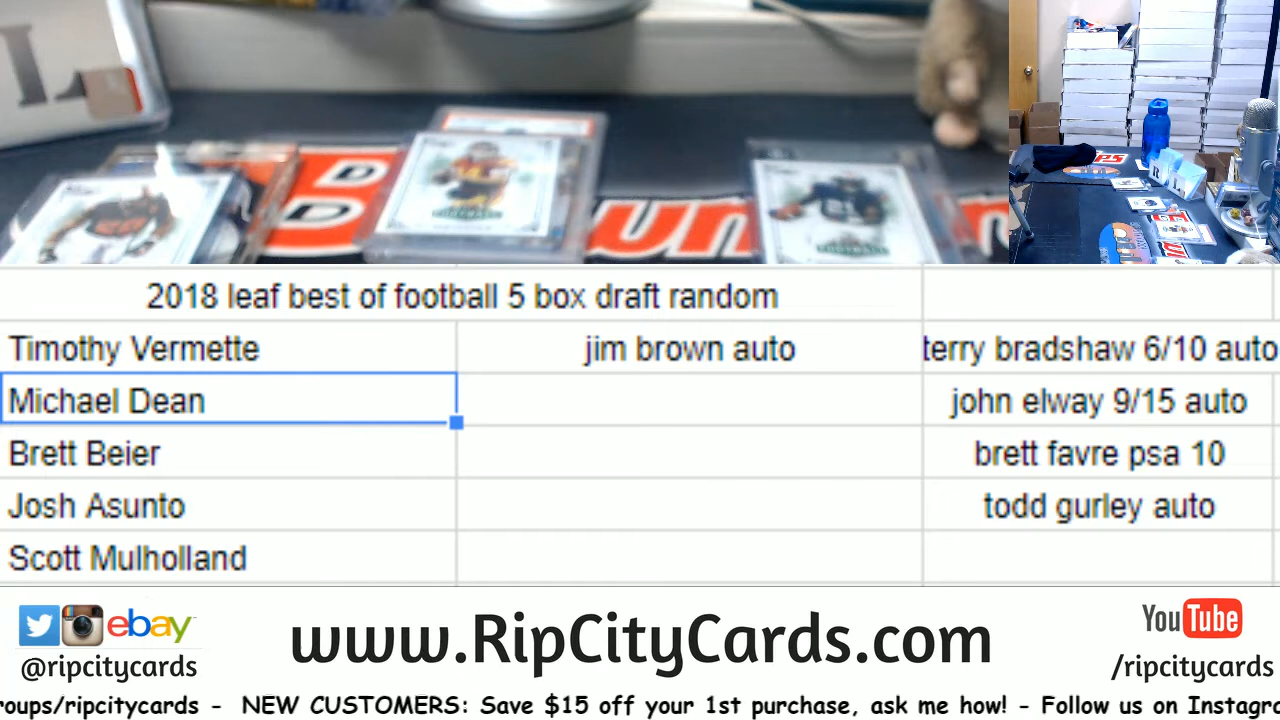 D
D
un
2018 leaf best of football 5 box draft random
Timothy Vermette jim brown auto terry bradshaw 6/10 auto
Michael Dean john elway 9/15 auto
Brett Beier brett favre psa 10
Josh Asunto todd gurley auto
Scott Mulholland
ebay
@ripcitycards
www.RipCityCards.com
YouTube
/ripcitycards
roups/ripcitycards - NEW CUSTOMERS: Save $15 off your 1st purchase, ask me how! - Follow us on Instagr